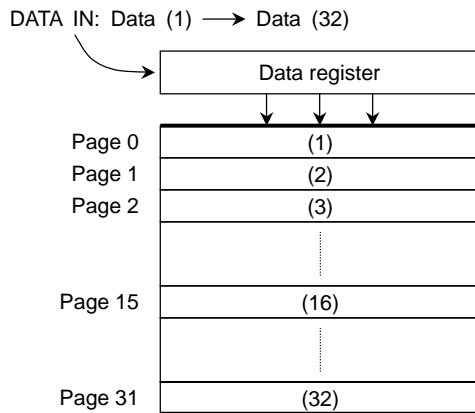 DATA IN: Data (1) Data (32)
Data register
Page 0 (1)
Page 1 (2)
Page 2 (3)
Page 15 (16)
Page 31 (32)